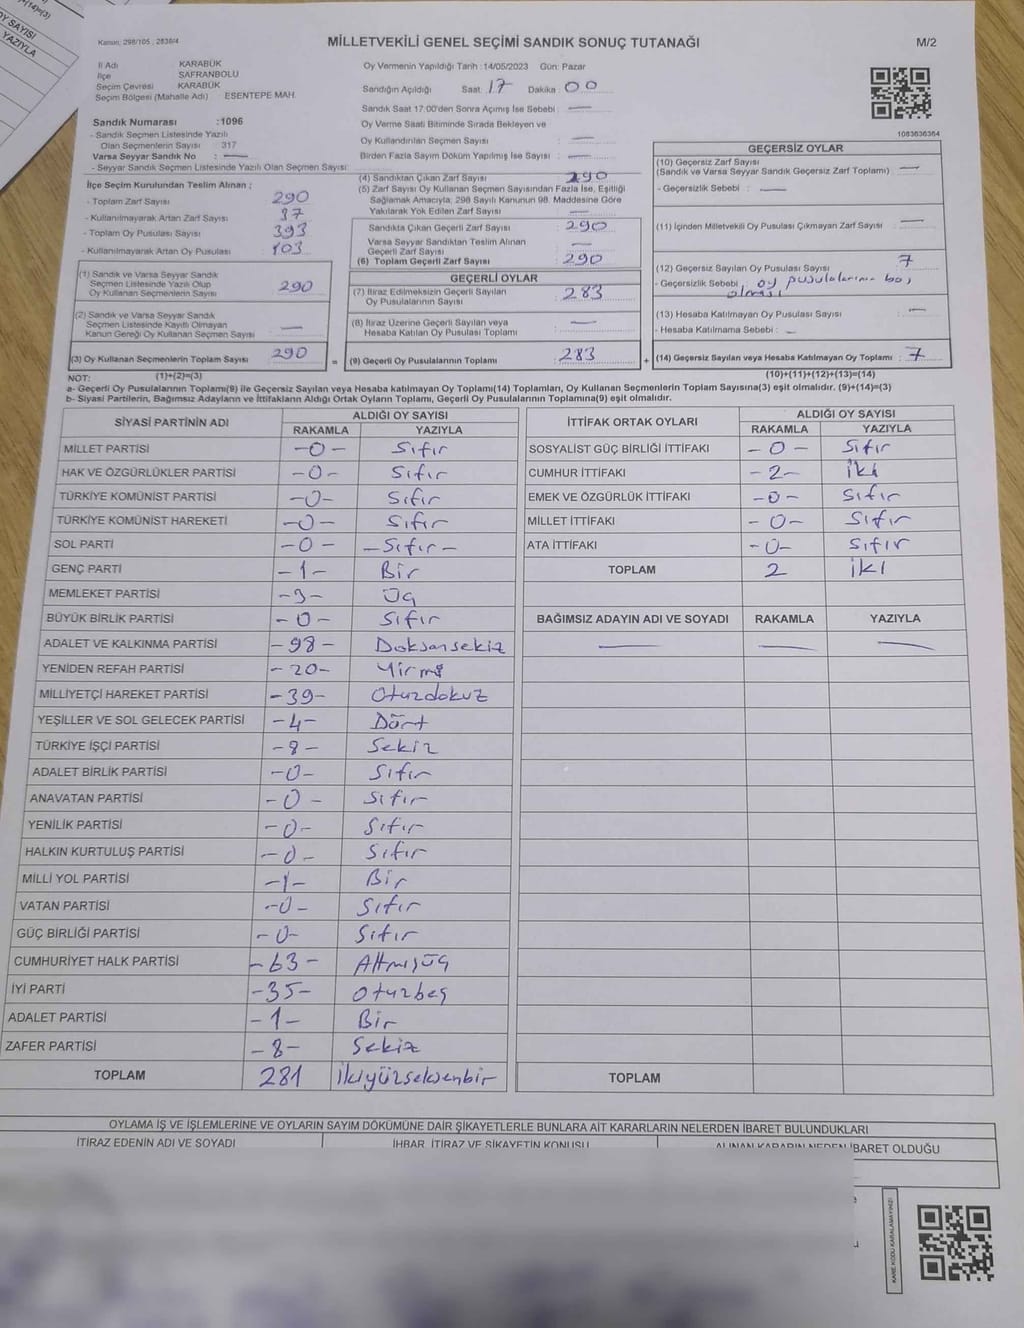 Kanun: 298/105 , 2839/4
MİLLETVEKİLİ GENEL SEÇİMİ SANDIK SONUÇ TUTANAĞI
M/2
İl Adı KARABÜK
İlçe SAFRANBOLU
Seçim Çevresi KARABÜK
Seçim Bölgesi (Mahalle Adı) : ESENTEPE MAH.
Sandık Numarası :1096
- Sandık Seçmen Listesinde Yazılı
Olan Seçmenlerin Sayısı : 317
Varsa Seyyar Sandık No : —
- Seyyar Sandık Seçmen Listesinde Yazılı Olan Seçmen Sayısı:
İlçe Seçim Kurulundan Teslim Alınan ;
- Toplam Zarf Sayısı 290
- Kullanılmayarak Artan Zarf Sayısı 37
- Toplam Oy Pusulası Sayısı 393
- Kullanılmayarak Artan Oy Pusulası 103
(1) Sandık ve Varsa Seyyar Sandık
Seçmen Listesinde Yazılı Olup
Oy Kullanan Seçmenlerin Sayısı 290
(2) Sandık ve Varsa Seyyar Sandık
Seçmen Listesinde Kayıtlı Olmayan
Kanun Gereği Oy Kullanan Seçmen Sayısı —
(3) Oy Kullanan Seçmenlerin Toplam Sayısı 290
Oy Vermenin Yapıldığı Tarih :14/05/2023 Gün: Pazar
Sandığın Açıldığı Saat 17 Dakika 00
Sandık Saat 17:00'den Sonra Açılmış İse Sebebi : —
Oy Verme Saati Bitiminde Sırada Bekleyen ve
Oy Kullandırılan Seçmen Sayısı : —
Birden Fazla Sayım Döküm Yapılmış İse Sayısı : —
(4) Sandıktan Çıkan Zarf Sayısı 290
(5) Zarf Sayısı Oy Kullanan Seçmen Sayısından Fazla İse, Eşitliği
Sağlamak Amacıyla, 298 Sayılı Kanunun 98. Maddesine Göre
Yakılarak Yok Edilen Zarf Sayısı —
Sandıkta Çıkan Geçerli Zarf Sayısı : 290
Varsa Seyyar Sandıktan Teslim Alınan
Geçerli Zarf Sayısı : —
(6) Toplam Geçerli Zarf Sayısı : 290
GEÇERLİ OYLAR
(7) İtiraz Edilmeksizin Geçerli Sayılan
Oy Pusulalarının Sayısı : 283
(8) İtiraz Üzerine Geçerli Sayılan veya
Hesaba Katılan Oy Pusulası Toplamı : —
= (9) Geçerli Oy Pusulalarının Toplamı : 283
1083636364
GEÇERSİZ OYLAR
(10) Geçersiz Zarf Sayısı
(Sandık ve Varsa Seyyar Sandık Geçersiz Zarf Toplamı) : —
- Geçersizlik Sebebi : —
(11) İçinden Milletvekili Oy Pusulası Çıkmayan Zarf Sayısı : —
(12) Geçersiz Sayılan Oy Pusulası Sayısı : 7
- Geçersizlik Sebebi : oy pusulalarının boş
olması
(13) Hesaba Katılmayan Oy Pusulası Sayısı : —
- Hesaba Katılmama Sebebi : —
+ (14) Geçersiz Sayılan veya Hesaba Katılmayan Oy Toplamı : 7
NOT: (1)+(2)=(3)
(10)+(11)+(12)+(13)=(14)
a- Geçerli Oy Pusulalarının Toplamı(9) ile Geçersiz Sayılan veya Hesaba katılmayan Oy Toplamı(14) Toplamları, Oy Kullanan Seçmenlerin Toplam Sayısına(3) eşit olmalıdır. (9)+(14)=(3)
b- Siyasi Partilerin, Bağımsız Adayların ve İttifakların Aldığı Ortak Oyların Toplamı, Geçerli Oy Pusulalarının Toplamına(9) eşit olmalıdır.
SİYASİ PARTİNİN ADI ALDIĞI OY SAYISI
RAKAMLA YAZIYLA
MİLLET PARTİSİ -0- Sıfır
HAK VE ÖZGÜRLÜKLER PARTİSİ -0- Sıfır
TÜRKİYE KOMÜNİST PARTİSİ -0- Sıfır
TÜRKİYE KOMÜNİST HAREKETİ -0- Sıfır
SOL PARTİ -0- -Sıfır-
GENÇ PARTİ -1- Bir
MEMLEKET PARTİSİ -3- Üç
BÜYÜK BİRLİK PARTİSİ -0- Sıfır
ADALET VE KALKINMA PARTİSİ -98- Doksansekiz
YENİDEN REFAH PARTİSİ -20- Yirmi
MİLLİYETÇİ HAREKET PARTİSİ -39- Otuzdokuz
YEŞİLLER VE SOL GELECEK PARTİSİ -4- Dört
TÜRKİYE İŞÇİ PARTİSİ -8- Sekiz
ADALET BİRLİK PARTİSİ -0- Sıfır
ANAVATAN PARTİSİ -0- Sıfır
YENİLİK PARTİSİ -0- Sıfır
HALKIN KURTULUŞ PARTİSİ -0- Sıfır
MİLLİ YOL PARTİSİ -1- Bir
VATAN PARTİSİ -0- Sıfır
GÜÇ BİRLİĞİ PARTİSİ -0- Sıfır
CUMHURİYET HALK PARTİSİ -63- Altmışüç
İYİ PARTİ -35- Otuzbeş
ADALET PARTİSİ -1- Bir
ZAFER PARTİSİ -8- Sekiz
TOPLAM 281 İkiyüzseksenbir
İTTİFAK ORTAK OYLARI ALDIĞI OY SAYISI
RAKAMLA YAZIYLA
SOSYALİST GÜÇ BİRLİĞİ İTTİFAKI -0- Sıfır
CUMHUR İTTİFAKI -2- İki
EMEK VE ÖZGÜRLÜK İTTİFAKI -0- Sıfır
MİLLET İTTİFAKI -0- Sıfır
ATA İTTİFAKI -0- Sıfır
TOPLAM 2 İki
BAĞIMSIZ ADAYIN ADI VE SOYADI RAKAMLA YAZIYLA
— — —
TOPLAM
OYLAMA İŞ VE İŞLEMLERİNE VE OYLARIN SAYIM DÖKÜMÜNE DAİR ŞİKAYETLERLE BUNLARA AİT KARARLARIN NELERDEN İBARET BULUNDUKLARI
İTİRAZ EDENİN ADI VE SOYADI İHBAR, İTİRAZ VE ŞİKAYETİN KONUSU ALINAN KARARIN NEDEN İBARET OLDUĞU
KARE KODU KARALAMAYINIZ!